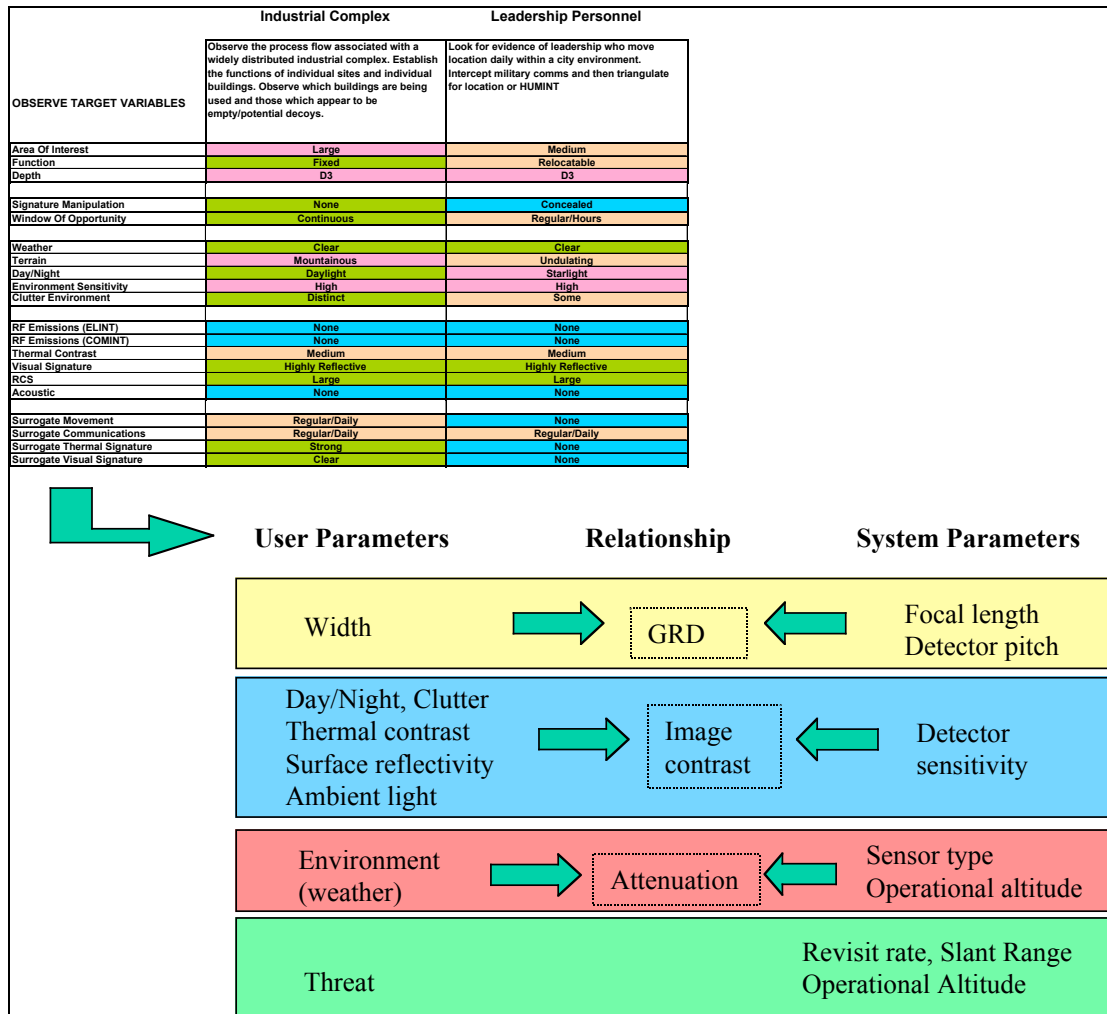 Industrial Complex Leadership Personnel
OBSERVE TARGET VARIABLES
Observe the process flow associated with a
widely distributed industrial complex. Establish
the functions of individual sites and individual
buildings. Observe which buildings are being
used and those which appear to be
empty/potential decoys.
Look for evidence of leadership who move
location daily within a city environment.
Intercept military comms and then triangulate
for location or HUMINT
Area Of Interest Large Medium
Function Fixed Relocatable
Depth D3 D3
Signature Manipulation None Concealed
Window Of Opportunity Continuous Regular/Hours
Weather Clear Clear
Terrain Mountainous Undulating
Day/Night Daylight Starlight
Environment Sensitivity High High
Clutter Environment Distinct Some
RF Emissions (ELINT) None None
RF Emissions (COMINT) None None
Thermal Contrast Medium Medium
Visual Signature Highly Reflective Highly Reflective
RCS Large Large
Acoustic None None
Surrogate Movement Regular/Daily None
Surrogate Communications Regular/Daily Regular/Daily
Surrogate Thermal Signature Strong None
Surrogate Visual Signature Clear None
User Parameters Relationship System Parameters
Width
GRD
Focal length
Detector pitch
Day/Night, Clutter
Thermal contrast
Surface reflectivity
Ambient light
Image
contrast
Detector
sensitivity
Environment
(weather)
Attenuation
Sensor type
Operational altitude
Threat
Revisit rate, Slant Range
Operational Altitude